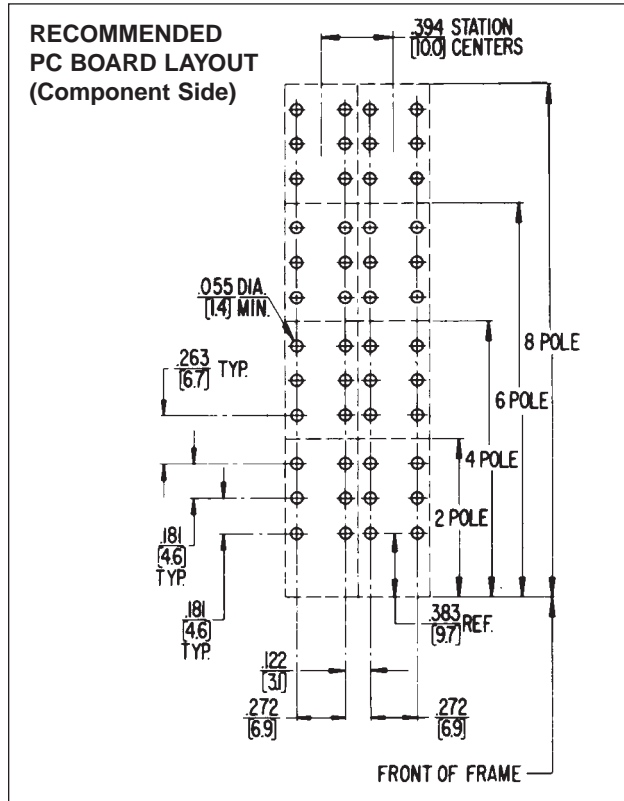 RECOMMENDED
PC BOARD LAYOUT
(Component Side)
.394 STATION
[10.0] CENTERS
.055 DIA.
[1.4] MIN.
.263 TYP.
[6.7]
8 POLE
6 POLE
4 POLE
2 POLE
.181
[4.6]
TYP.
.181
[4.6]
TYP.
.383 REF.
[9.7]
.122
[3.1]
.272
[6.9]
.272
[6.9]
FRONT OF FRAME